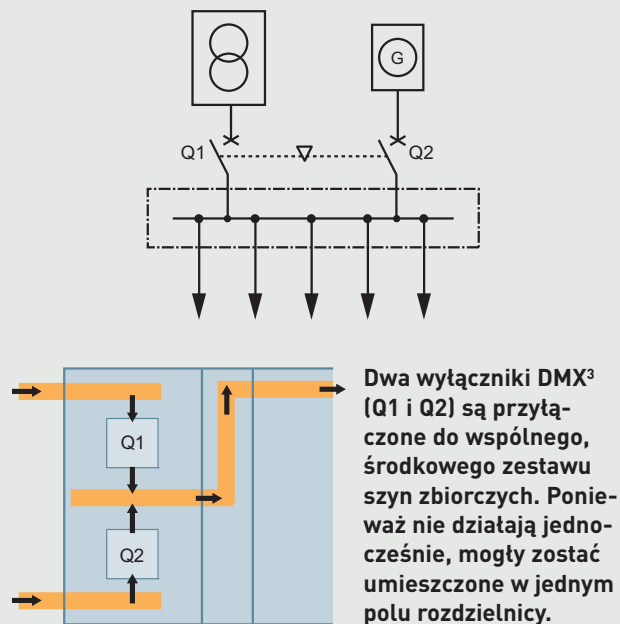 G
Q1
Q2
Q1
Q2
Dwa wyłączniki DMX³
(Q1 i Q2) są przyłą-
czone do wspólnego,
środkowego zestawu
szyn zbiorczych. Ponie-
waż nie działają jedno-
cześnie, mogły zostać
umieszczone w jednym
polu rozdzielnicy.